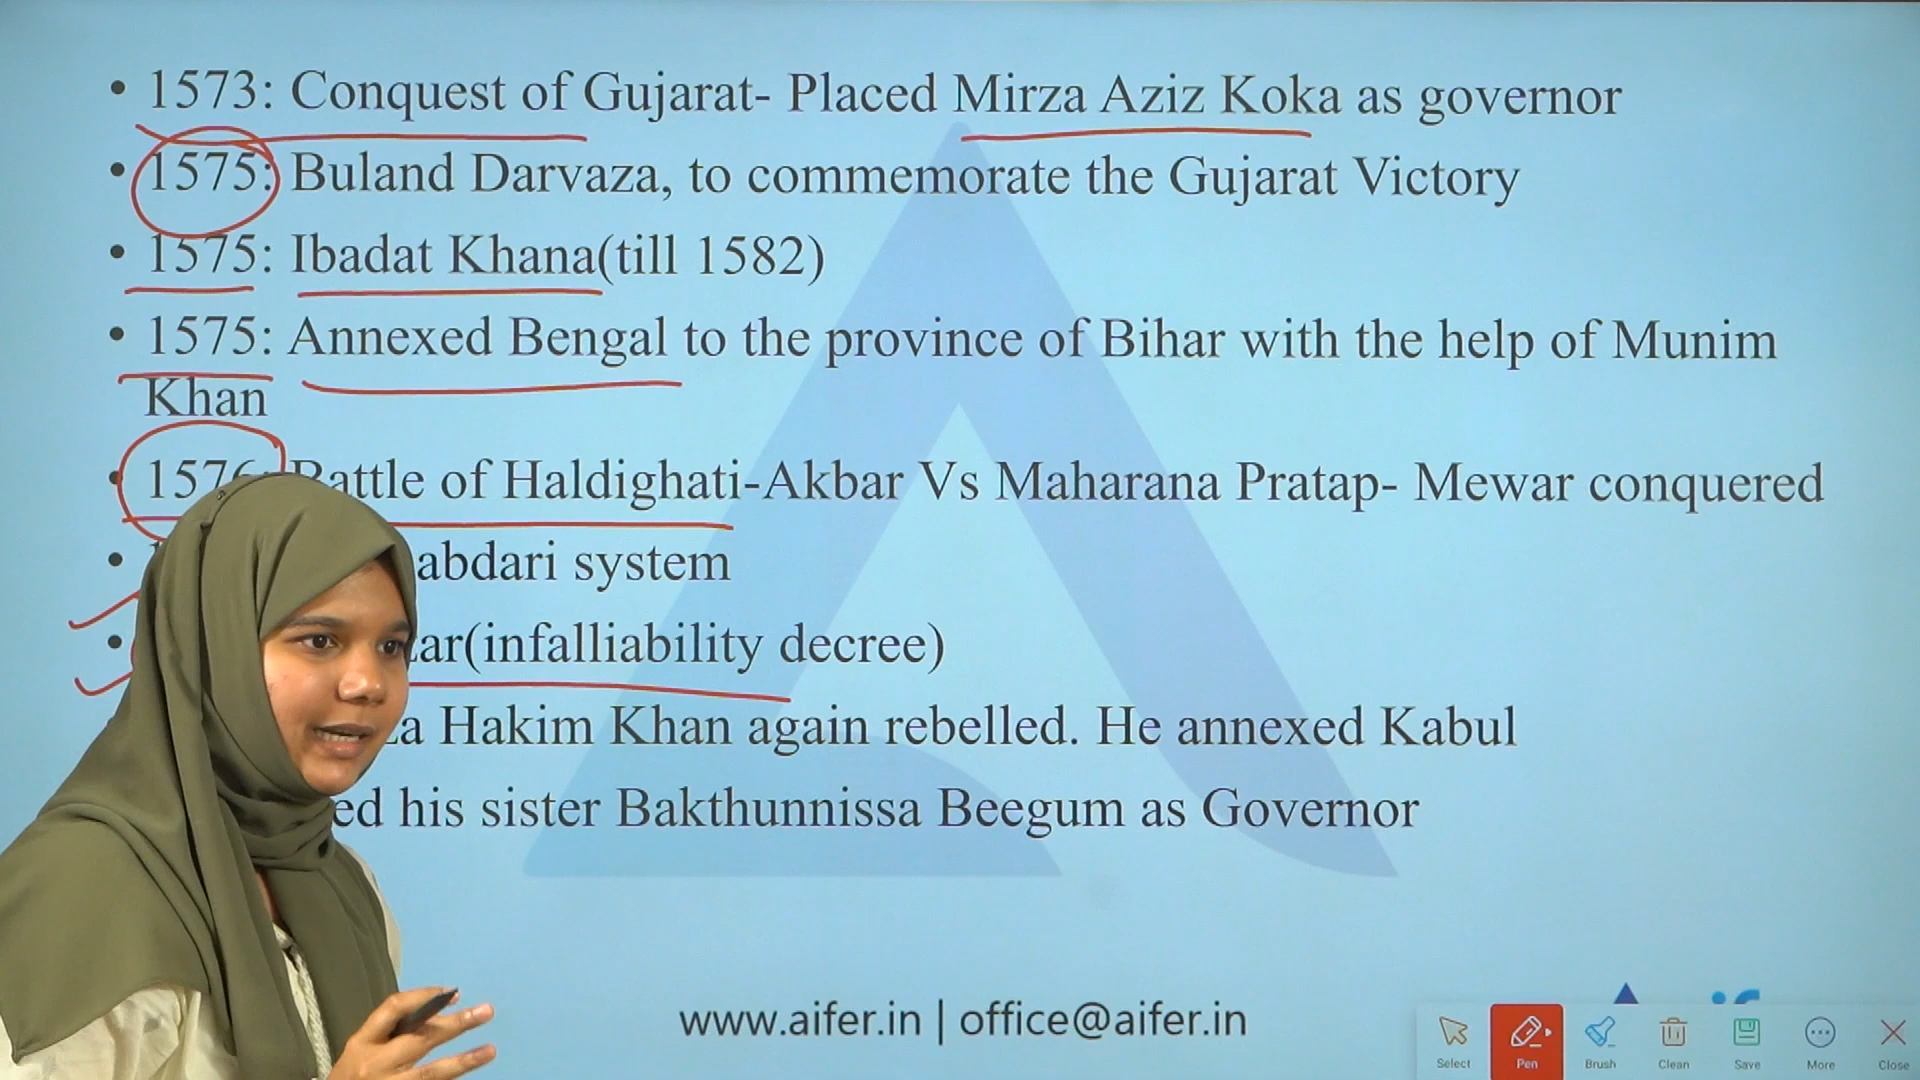 • 1573: Conquest of Gujarat- Placed Mirza Aziz Koka as governor
• 1575: Buland Darvaza, to commemorate the Gujarat Victory
• 1575: Ibadat Khana(till 1582)
• 1575: Annexed Bengal to the province of Bihar with the help of Munim
Khan
• 1576: Battle of Haldighati-Akbar Vs Maharana Pratap- Mewar conquered
• abdari system
• zar(infalliability decree)
za Hakim Khan again rebelled. He annexed Kabul
ed his sister Bakthunnissa Beegum as Governor
www.aifer.in | office@aifer.in
Select Pen Brush Clean Save More Close